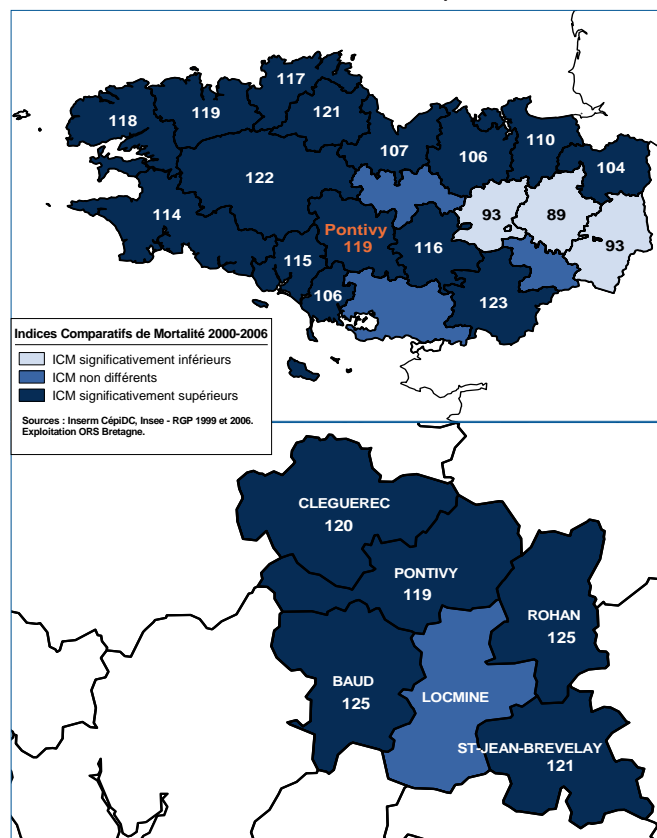 117
118
119
121
107
106
110
104
122
93
89
93
114
Pontivy
119
116
115
106
123
Indices Comparatifs de Mortalité 2000-2006
ICM significativement inférieurs
ICM non différents
ICM significativement supérieurs
Sources : Inserm CépiDC, Insee - RGP 1999 et 2006.
Exploitation ORS Bretagne.
CLEGUEREC
120
PONTIVY
119
ROHAN
125
BAUD
125
LOCMINE
ST-JEAN-BREVELAY
121